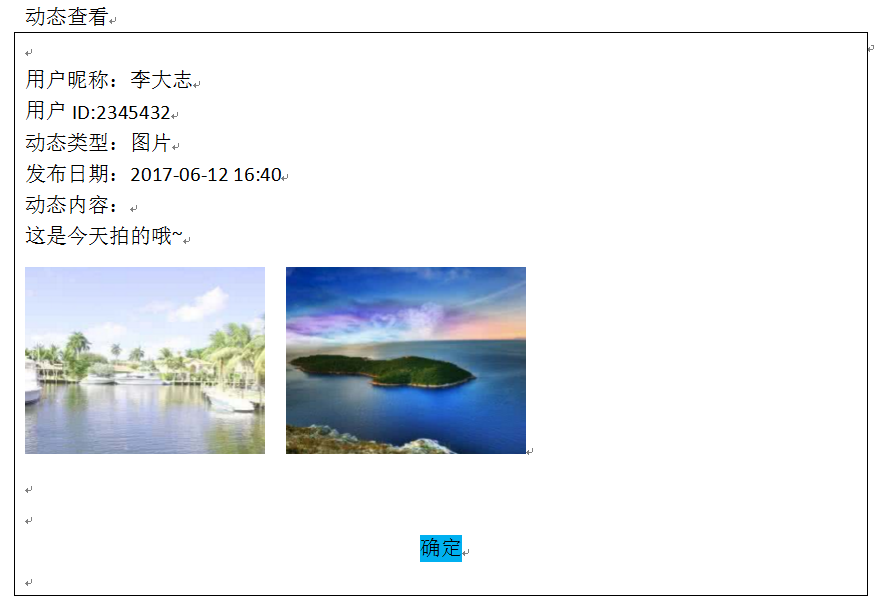 动态查看
用户昵称：李大志
用户 ID:2345432
动态类型：图片
发布日期：2017-06-12 16:40
动态内容：
这是今天拍的哦~
确定